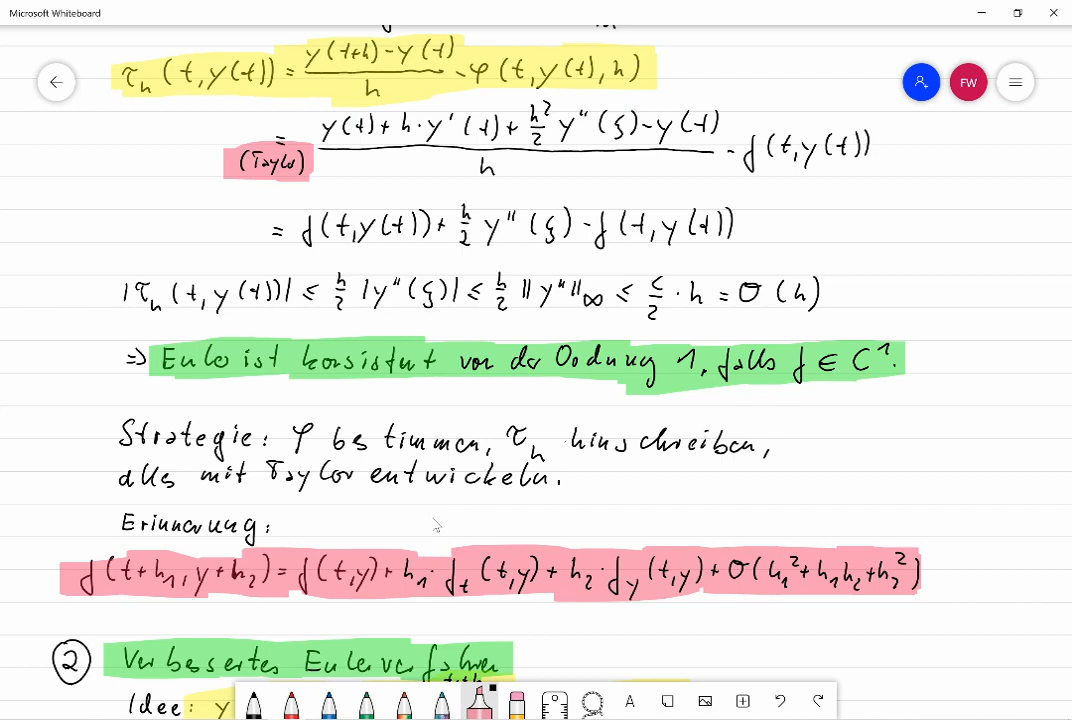 Microsoft Whiteboard
τ_h (t, y(t)) = (y(t+h) - y(t)) / h - φ(t, y(t), h)
FW
= (y(t) + h · y'(t) + h²/2 y''(ξ) - y(t)) / h - f(t, y(t))
(Taylor)
= f(t, y(t)) + h/2 y''(ξ) - f(t, y(t))
|τ_h (t, y(t))| ≤ h/2 |y''(ξ)| ≤ h/2 ||y''||_∞ ≤ C/2 · h = O(h)
⇒ Euler ist konsistent von der Ordnung 1, falls f ∈ C¹.
Strategie: φ bestimmen, τ_h hinschreiben,
alles mit Taylor entwickeln.
Erinnerung:
f(t+h₁, y+h₂) = f(t,y) + h₁ · f_t (t,y) + h₂ · f_y (t,y) + O(h₁² + h₁h₂ + h₂²)
② Verbessertes Eulerverfahren
Idee: y
A